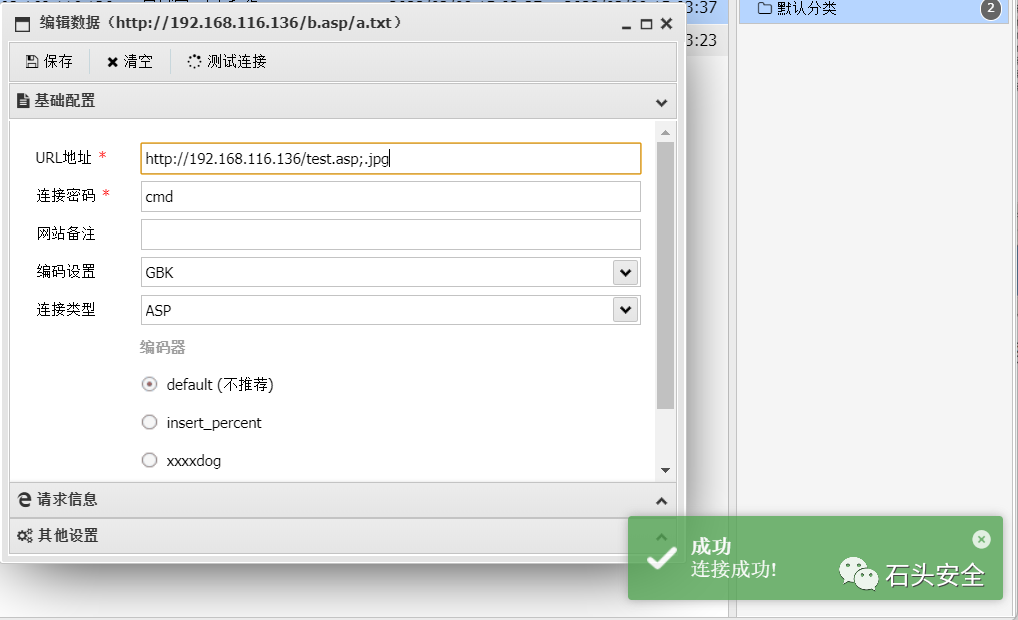 编辑数据（http://192.168.116.136/b.asp/a.txt）
3:37
默认分类
2
3:23
保存
清空
测试连接
基础配置
URL地址 *
http://192.168.116.136/test.asp;.jpg
连接密码 *
cmd
网站备注
编码设置
GBK
连接类型
ASP
编码器
default (不推荐)
insert_percent
xxxxdog
请求信息
其他设置
成功
连接成功!
石头安全